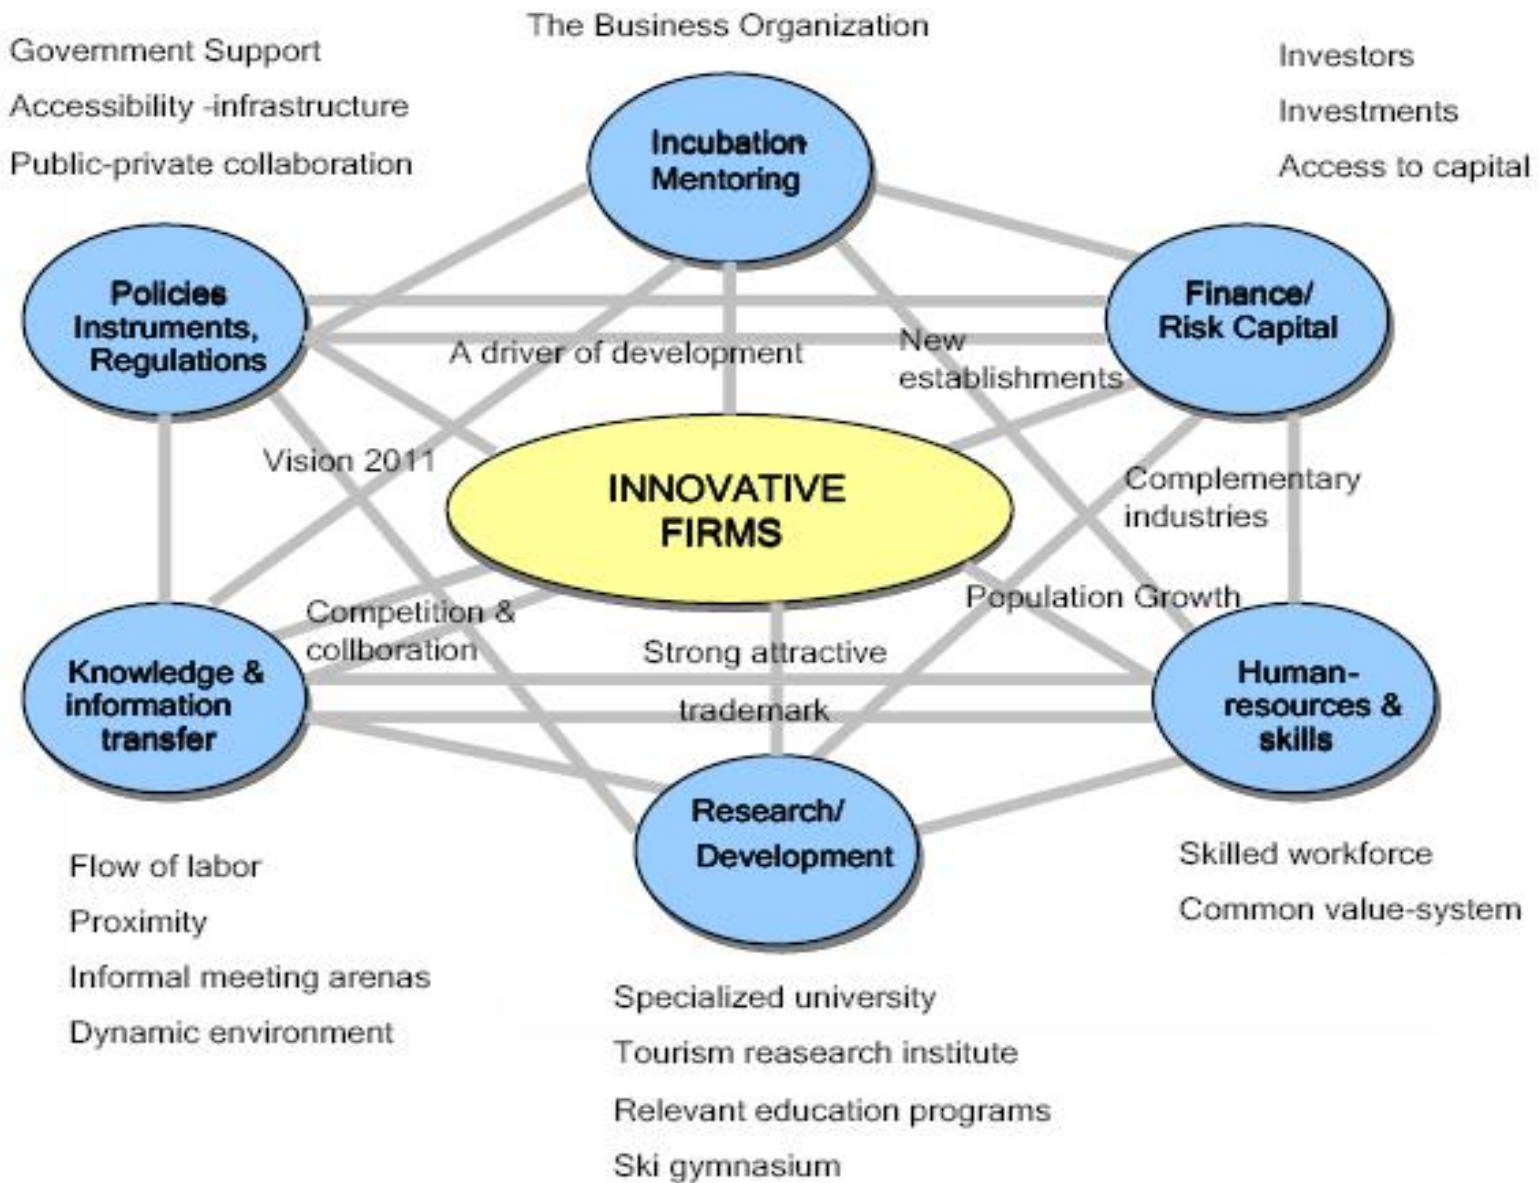 The Business Organization
Government Support
Accessibility -infrastructure
Public-private collaboration
Investors
Investments
Access to capital
Incubation-
Mentoring
Policies
Instruments,
Regulations
Finance/
Risk Capital
A driver of development
New
establishments
Vision 2011
INNOVATIVE
FIRMS
Complementary
industries
Competition &
collboration
Population Growth
Strong attractive
trademark
Knowledge &
information
transfer
Human-
resources &
skills
Research/
Development
Flow of labor
Proximity
Informal meeting arenas
Dynamic environment
Skilled workforce
Common value-system
Specialized university
Tourism reasearch institute
Relevant education programs
Ski gymnasium